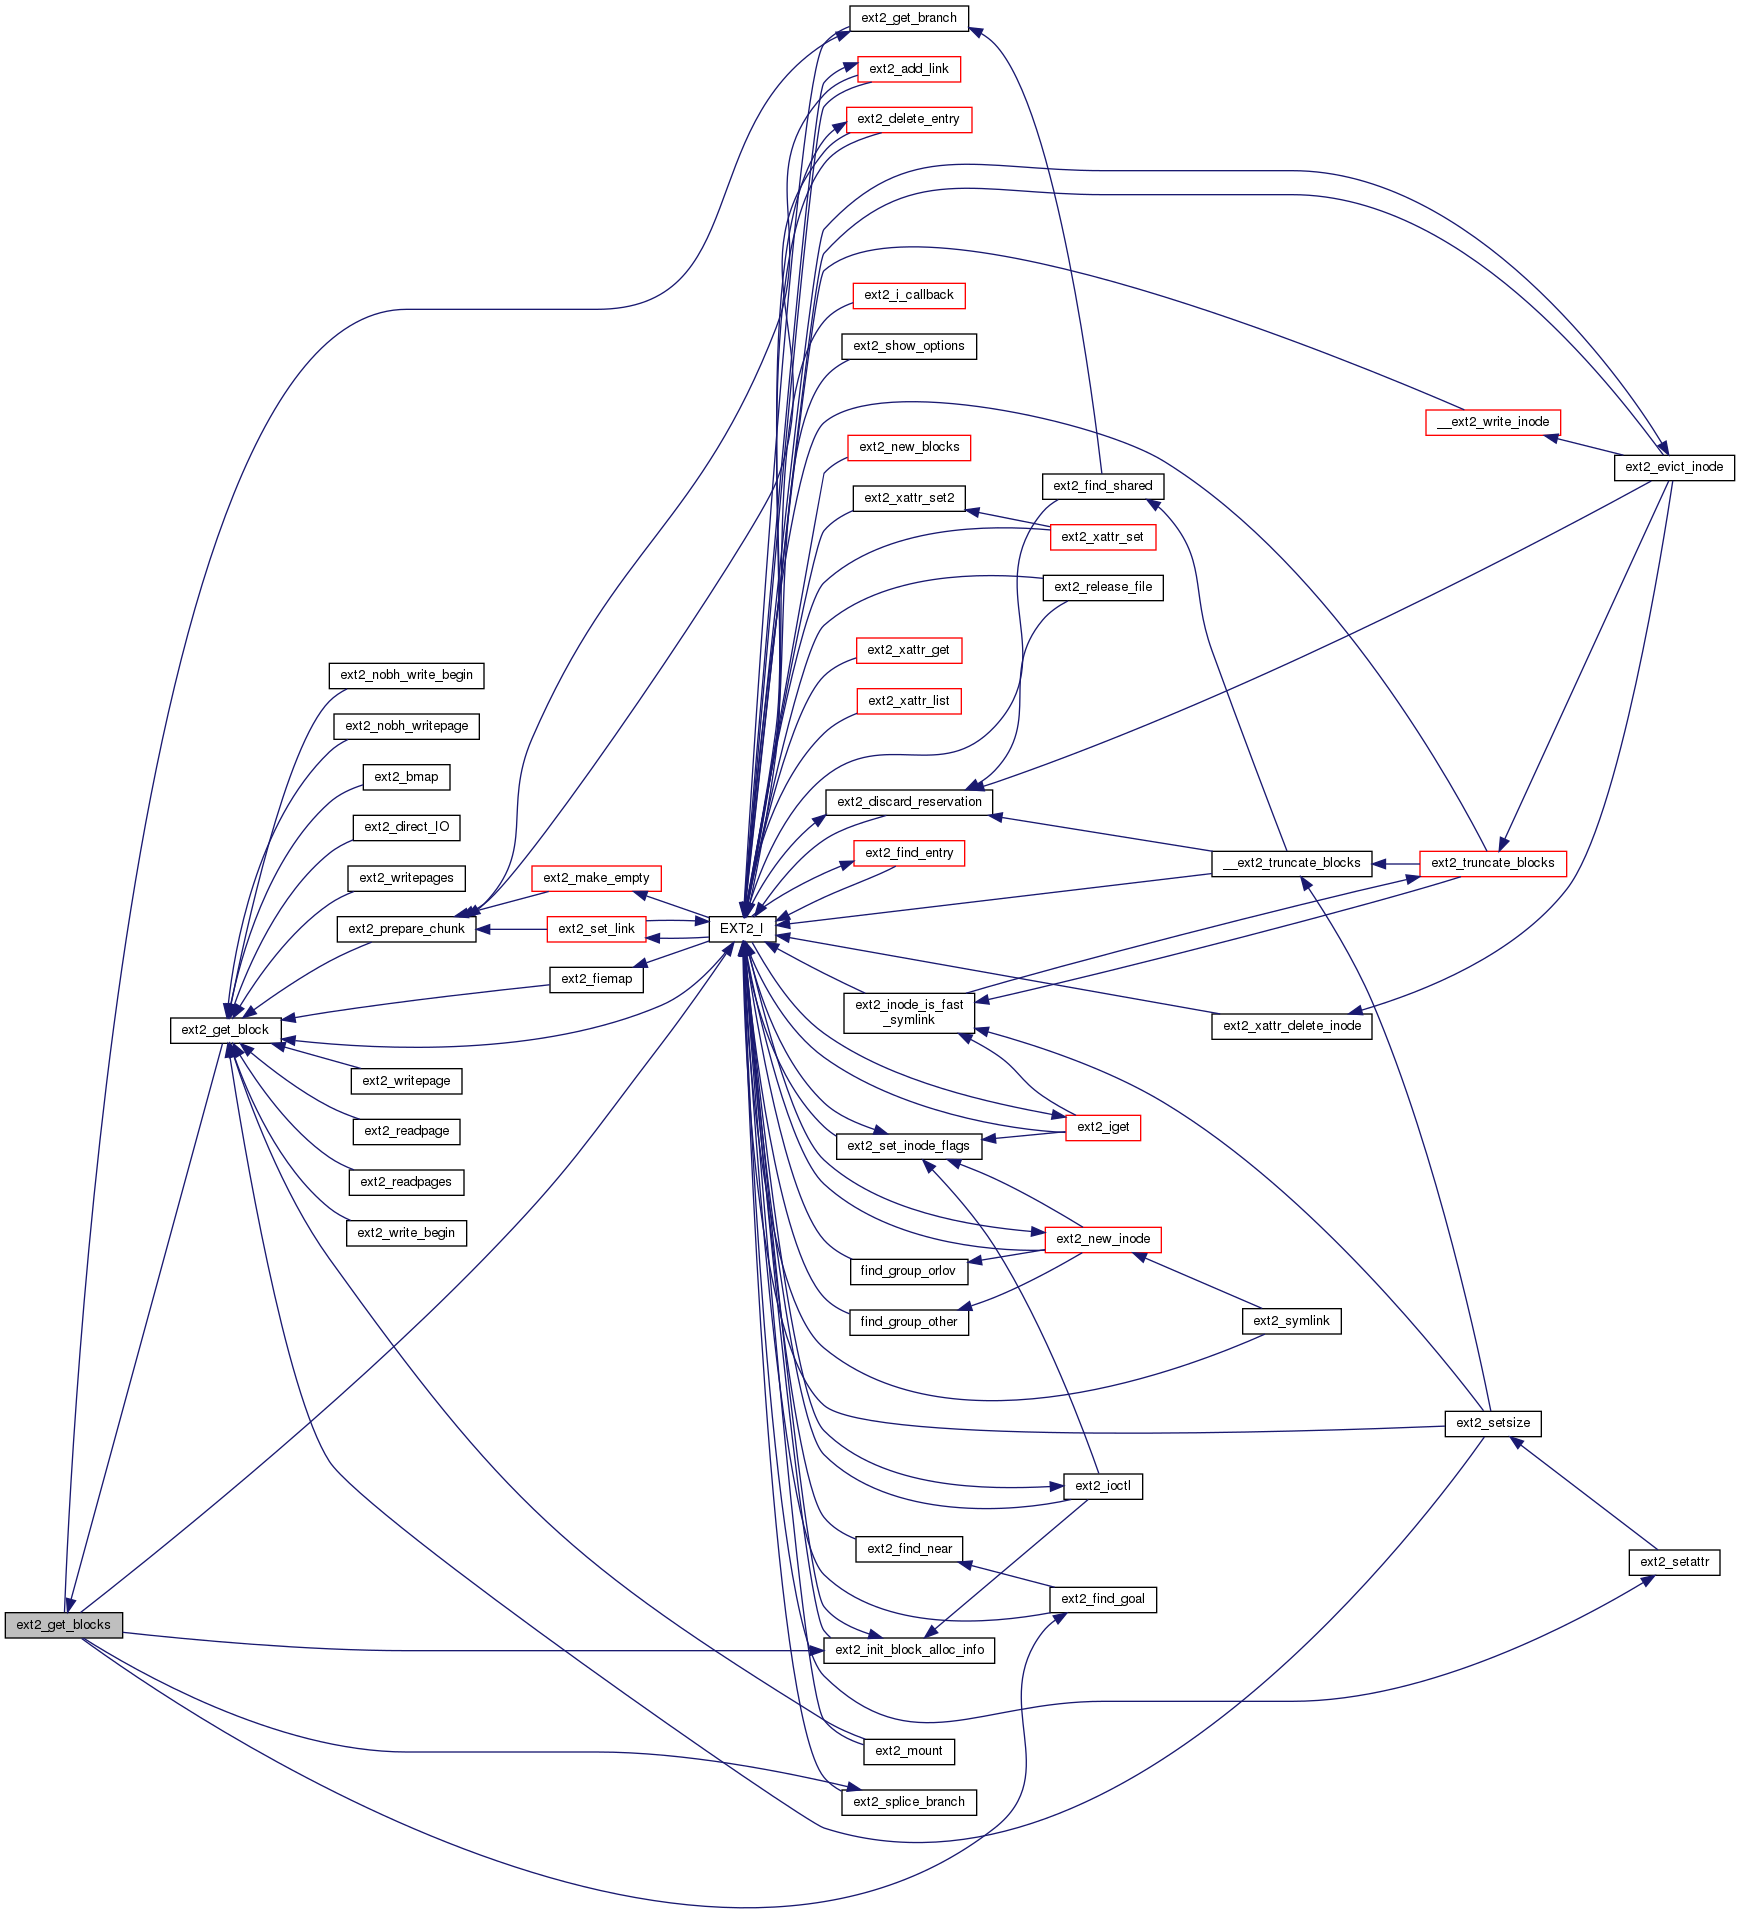 ext2_get_branch
ext2_add_link
ext2_delete_entry
ext2_i_callback
ext2_show_options
__ext2_write_inode
ext2_new_blocks
ext2_evict_inode
ext2_find_shared
ext2_xattr_set2
ext2_xattr_set
ext2_release_file
ext2_xattr_get
ext2_nobh_write_begin
ext2_xattr_list
ext2_nobh_writepage
ext2_bmap
ext2_discard_reservation
ext2_direct_IO
ext2_find_entry
__ext2_truncate_blocks
ext2_truncate_blocks
ext2_writepages
ext2_make_empty
ext2_prepare_chunk
ext2_set_link
EXT2_I
ext2_fiemap
ext2_inode_is_fast
_symlink
ext2_get_block
ext2_xattr_delete_inode
ext2_writepage
ext2_iget
ext2_readpage
ext2_set_inode_flags
ext2_readpages
ext2_write_begin
ext2_new_inode
find_group_orlov
find_group_other
ext2_symlink
ext2_setsize
ext2_ioctl
ext2_find_near
ext2_setattr
ext2_find_goal
ext2_get_blocks
ext2_init_block_alloc_info
ext2_mount
ext2_splice_branch